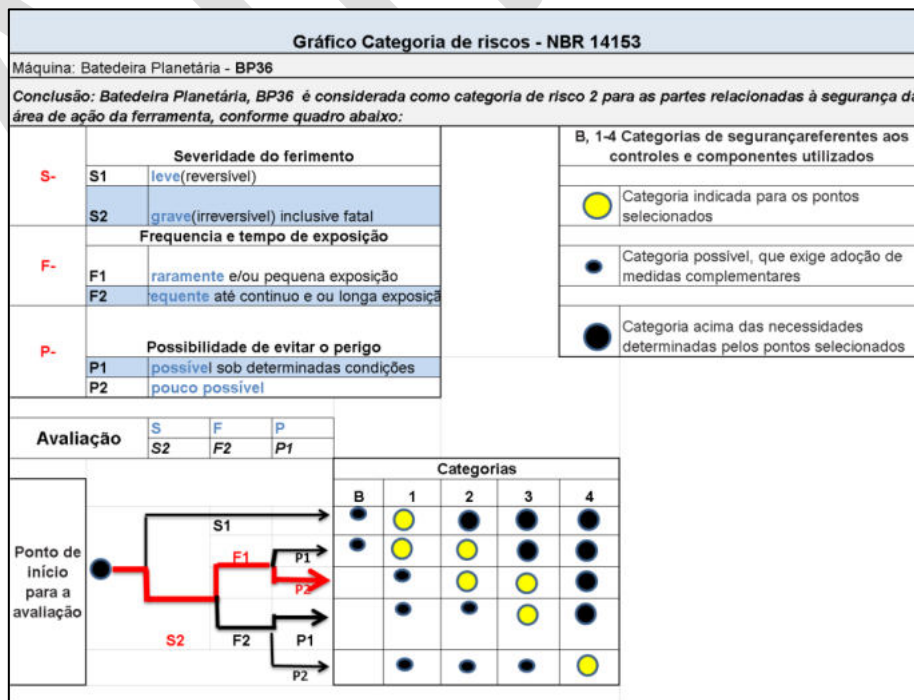 Gráfico Categoria de riscos - NBR 14153
Máquina: Batedeira Planetária - BP36
Conclusão: Batedeira Planetária, BP36 é considerada como categoria de risco 2 para as partes relacionadas à segurança da
área de ação da ferramenta, conforme quadro abaixo:
S-
Severidade do ferimento
S1 leve(reversível)
S2 grave(irreversivel) inclusive fatal
F-
Frequencia e tempo de exposição
F1 raramente e/ou pequena exposição
F2 requente até continuo e ou longa exposiçã
P-
Possibilidade de evitar o perigo
P1 possível sob determinadas condições
P2 pouco possível
B, 1-4 Categorias de segurançareferentes aos
controles e componentes utilizados
Categoria indicada para os pontos
selecionados
Categoria possível, que exige adoção de
medidas complementares
Categoria acima das necessidades
determinadas pelos pontos selecionados
Avaliação
S F P
S2 F2 P1
Categorias
B 1 2 3 4
Ponto de
início
para a
avaliação
S1
F1
P1
P2
S2
F2
P1
P2